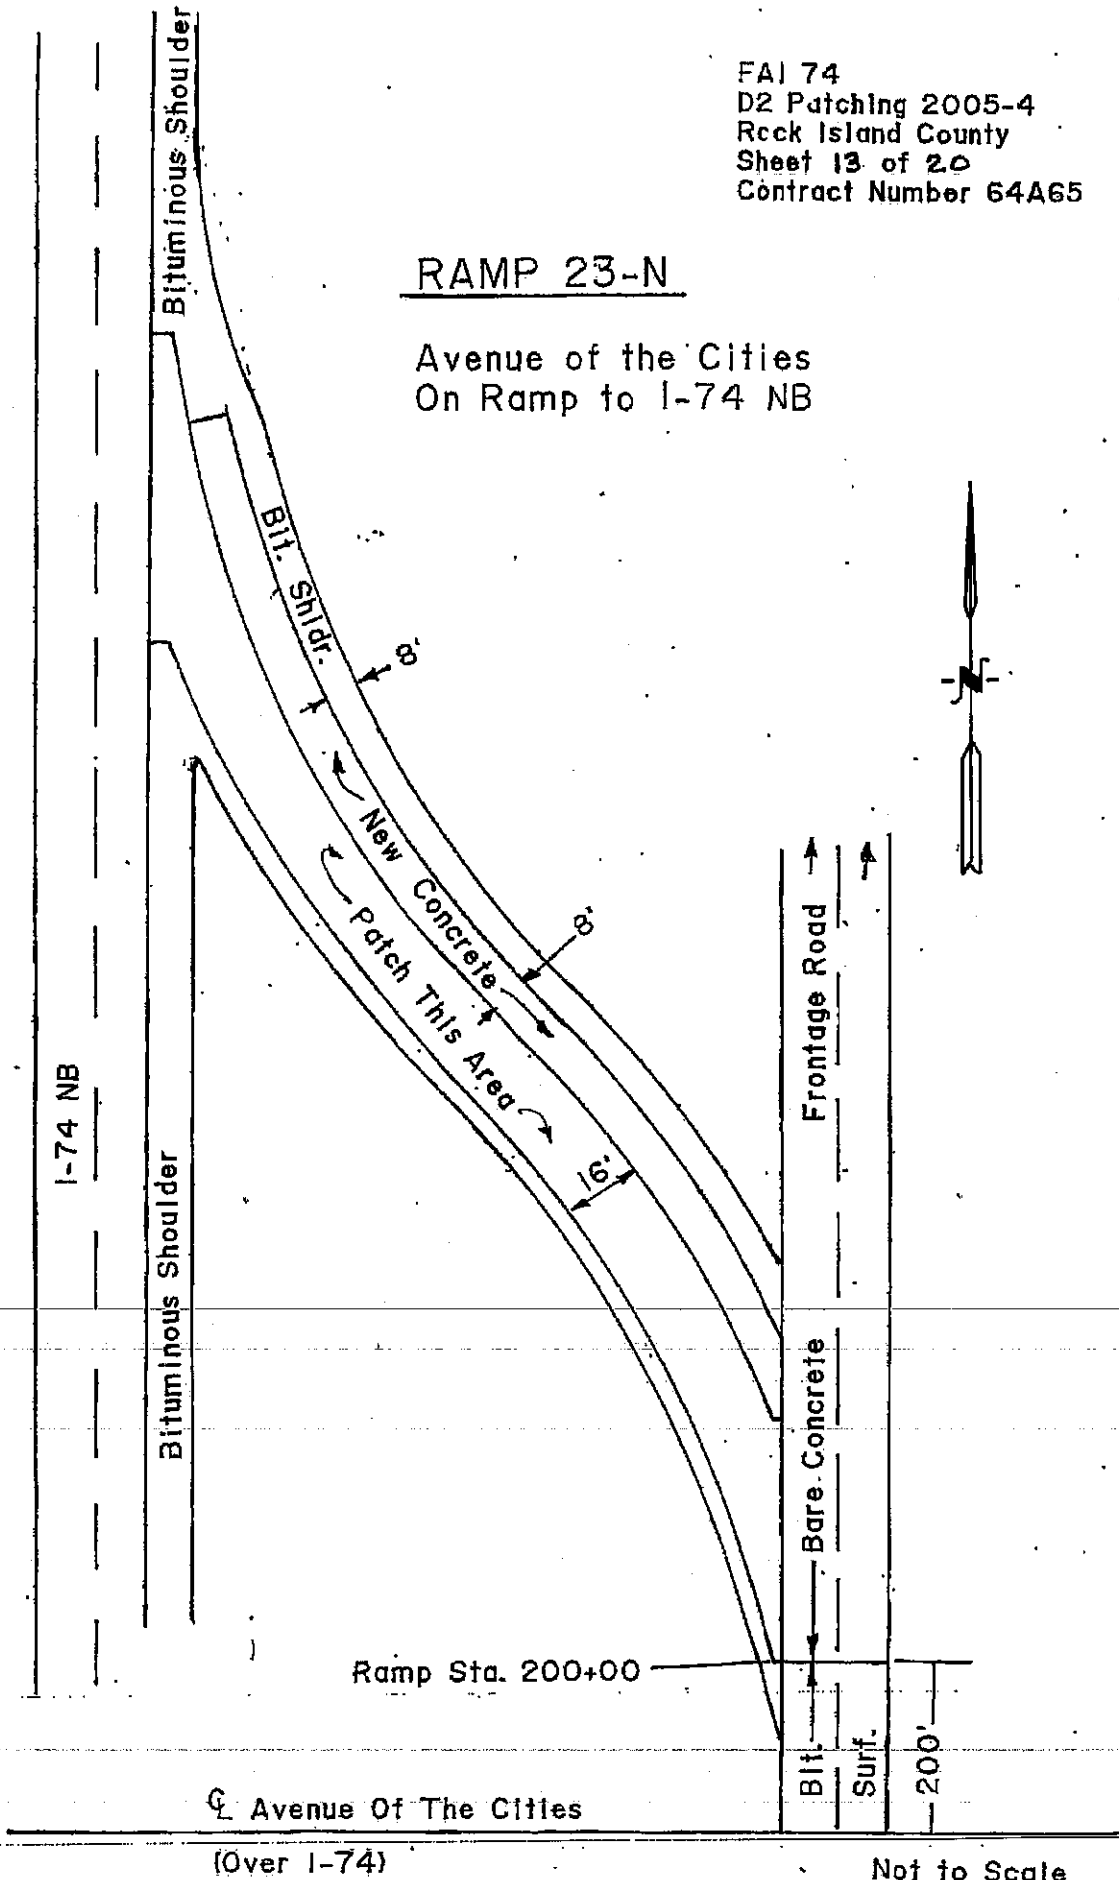 FAI 74
D2 Patching 2005-4
Rock Island County
Sheet 13 of 20
Contract Number 64A65
RAMP 23-N
Avenue of the Cities
On Ramp to I-74 NB
Bituminous Shoulder
Bit. Shldr.
8'
N
New Concrete
8'
Patch This Area
16'
Frontage Road
I-74 NB
Bituminous Shoulder
Bare Concrete
Ramp Sta. 200+00
Bit.
Surf.
200'
℄ Avenue Of The Cities
(Over I-74)
Not to Scale